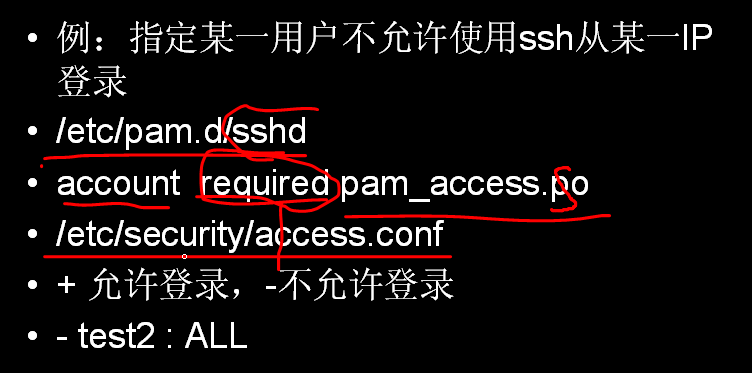 例：指定某一用户不允许使用ssh从某一IP
登录
/etc/pam.d/sshd
account required pam_access.po
/etc/security/access.conf
+ 允许登录，-不允许登录
- test2 : ALL